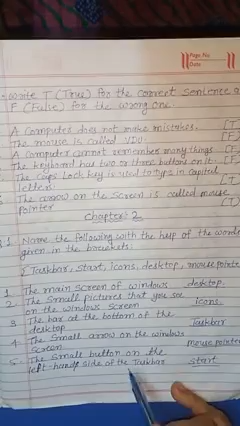 Page No.
Date
Write T (True) for the correct sentence &
F (False) for the wrong one.
A Computer does not make mistakes. [T
The mouse is called VDU. [F
A Computer cannot remember many things [F
The keyboard has two or three buttons on it. [F
The Caps Lock key is used to type in capital
letters [T
The arrow on the screen is called mouse
pointer (T)
Chapter: 2
1 Name the following with the help of the words
given in the brackets.
{ Taskbar, start, icons, desktop, mouse pointe
1 The main screen of windows desktop.
2 The small pictures that you see
on the windows screen icons.
3 The bar at the bottom of the
desktop Taskbar
4 The small arrow on the windows
screen mouse pointer
5 The small button on the
left-hand side of the Taskbar start